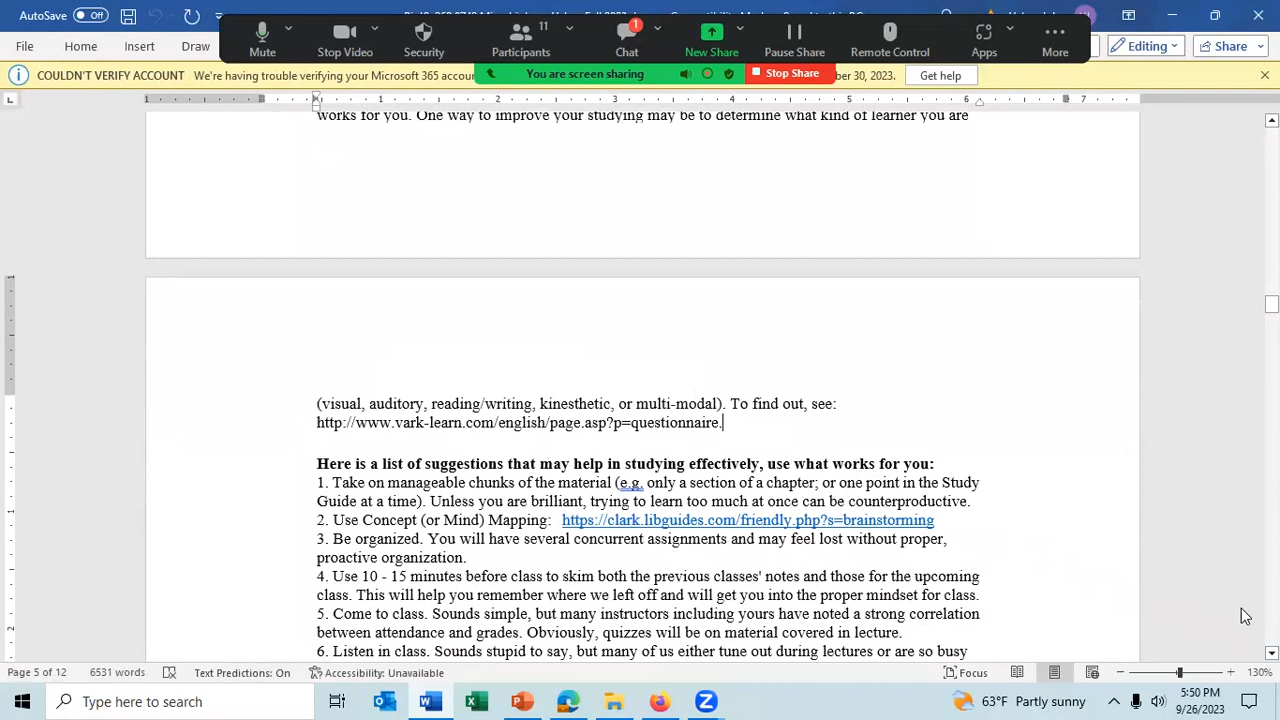 AutoSave Off
11
1
Mute
Stop Video
Security
Participants
Chat
New Share
Pause Share
Remote Control
Apps
More
File
Home
Insert
Draw
Editing
Share
You are screen sharing
Stop Share
COULDN'T VERIFY ACCOUNT We're having trouble verifying your Microsoft 365 accou
ber 30, 2023.
Get help
1 1 2 3 4 5 6 7
works for you. One way to improve your studying may be to determine what kind of learner you are
(visual, auditory, reading/writing, kinesthetic, or multi-modal). To find out, see:
http://www.vark-learn.com/english/page.asp?p=questionnaire.
Here is a list of suggestions that may help in studying effectively, use what works for you:
1. Take on manageable chunks of the material (e.g. only a section of a chapter; or one point in the Study
Guide at a time). Unless you are brilliant, trying to learn too much at once can be counterproductive.
2. Use Concept (or Mind) Mapping: https://clark.libguides.com/friendly.php?s=brainstorming
3. Be organized. You will have several concurrent assignments and may feel lost without proper,
proactive organization.
4. Use 10 - 15 minutes before class to skim both the previous classes' notes and those for the upcoming
class. This will help you remember where we left off and will get you into the proper mindset for class.
5. Come to class. Sounds simple, but many instructors including yours have noted a strong correlation
between attendance and grades. Obviously, quizzes will be on material covered in lecture.
6. Listen in class. Sounds stupid to say, but many of us either tune out during lectures or are so busy
Page 5 of 12
6531 words
Text Predictions: On
Accessibility: Unavailable
Focus
130%
Type here to search
63°F Partly sunny
5:50 PM
9/26/2023